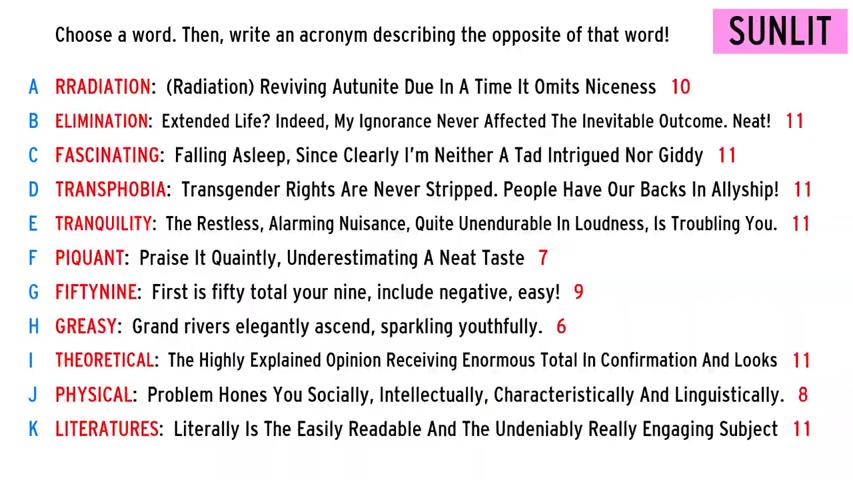 Choose a word. Then, write an acronym describing the opposite of that word!
SUNLIT
A RRADIATION: (Radiation) Reviving Autunite Due In A Time It Omits Niceness 10
B ELIMINATION: Extended Life? Indeed, My Ignorance Never Affected The Inevitable Outcome. Neat! 11
C FASCINATING: Falling Asleep, Since Clearly I'm Neither A Tad Intrigued Nor Giddy 11
D TRANSPHOBIA: Transgender Rights Are Never Stripped. People Have Our Backs In Allyship! 11
E TRANQUILITY: The Restless, Alarming Nuisance, Quite Unendurable In Loudness, Is Troubling You. 11
F PIQUANT: Praise It Quaintly, Underestimating A Neat Taste 7
G FIFTYNINE: First is fifty total your nine, include negative, easy! 9
H GREASY: Grand rivers elegantly ascend, sparkling youthfully. 6
I THEORETICAL: The Highly Explained Opinion Receiving Enormous Total In Confirmation And Looks 11
J PHYSICAL: Problem Hones You Socially, Intellectually, Characteristically And Linguistically. 8
K LITERATURES: Literally Is The Easily Readable And The Undeniably Really Engaging Subject 11